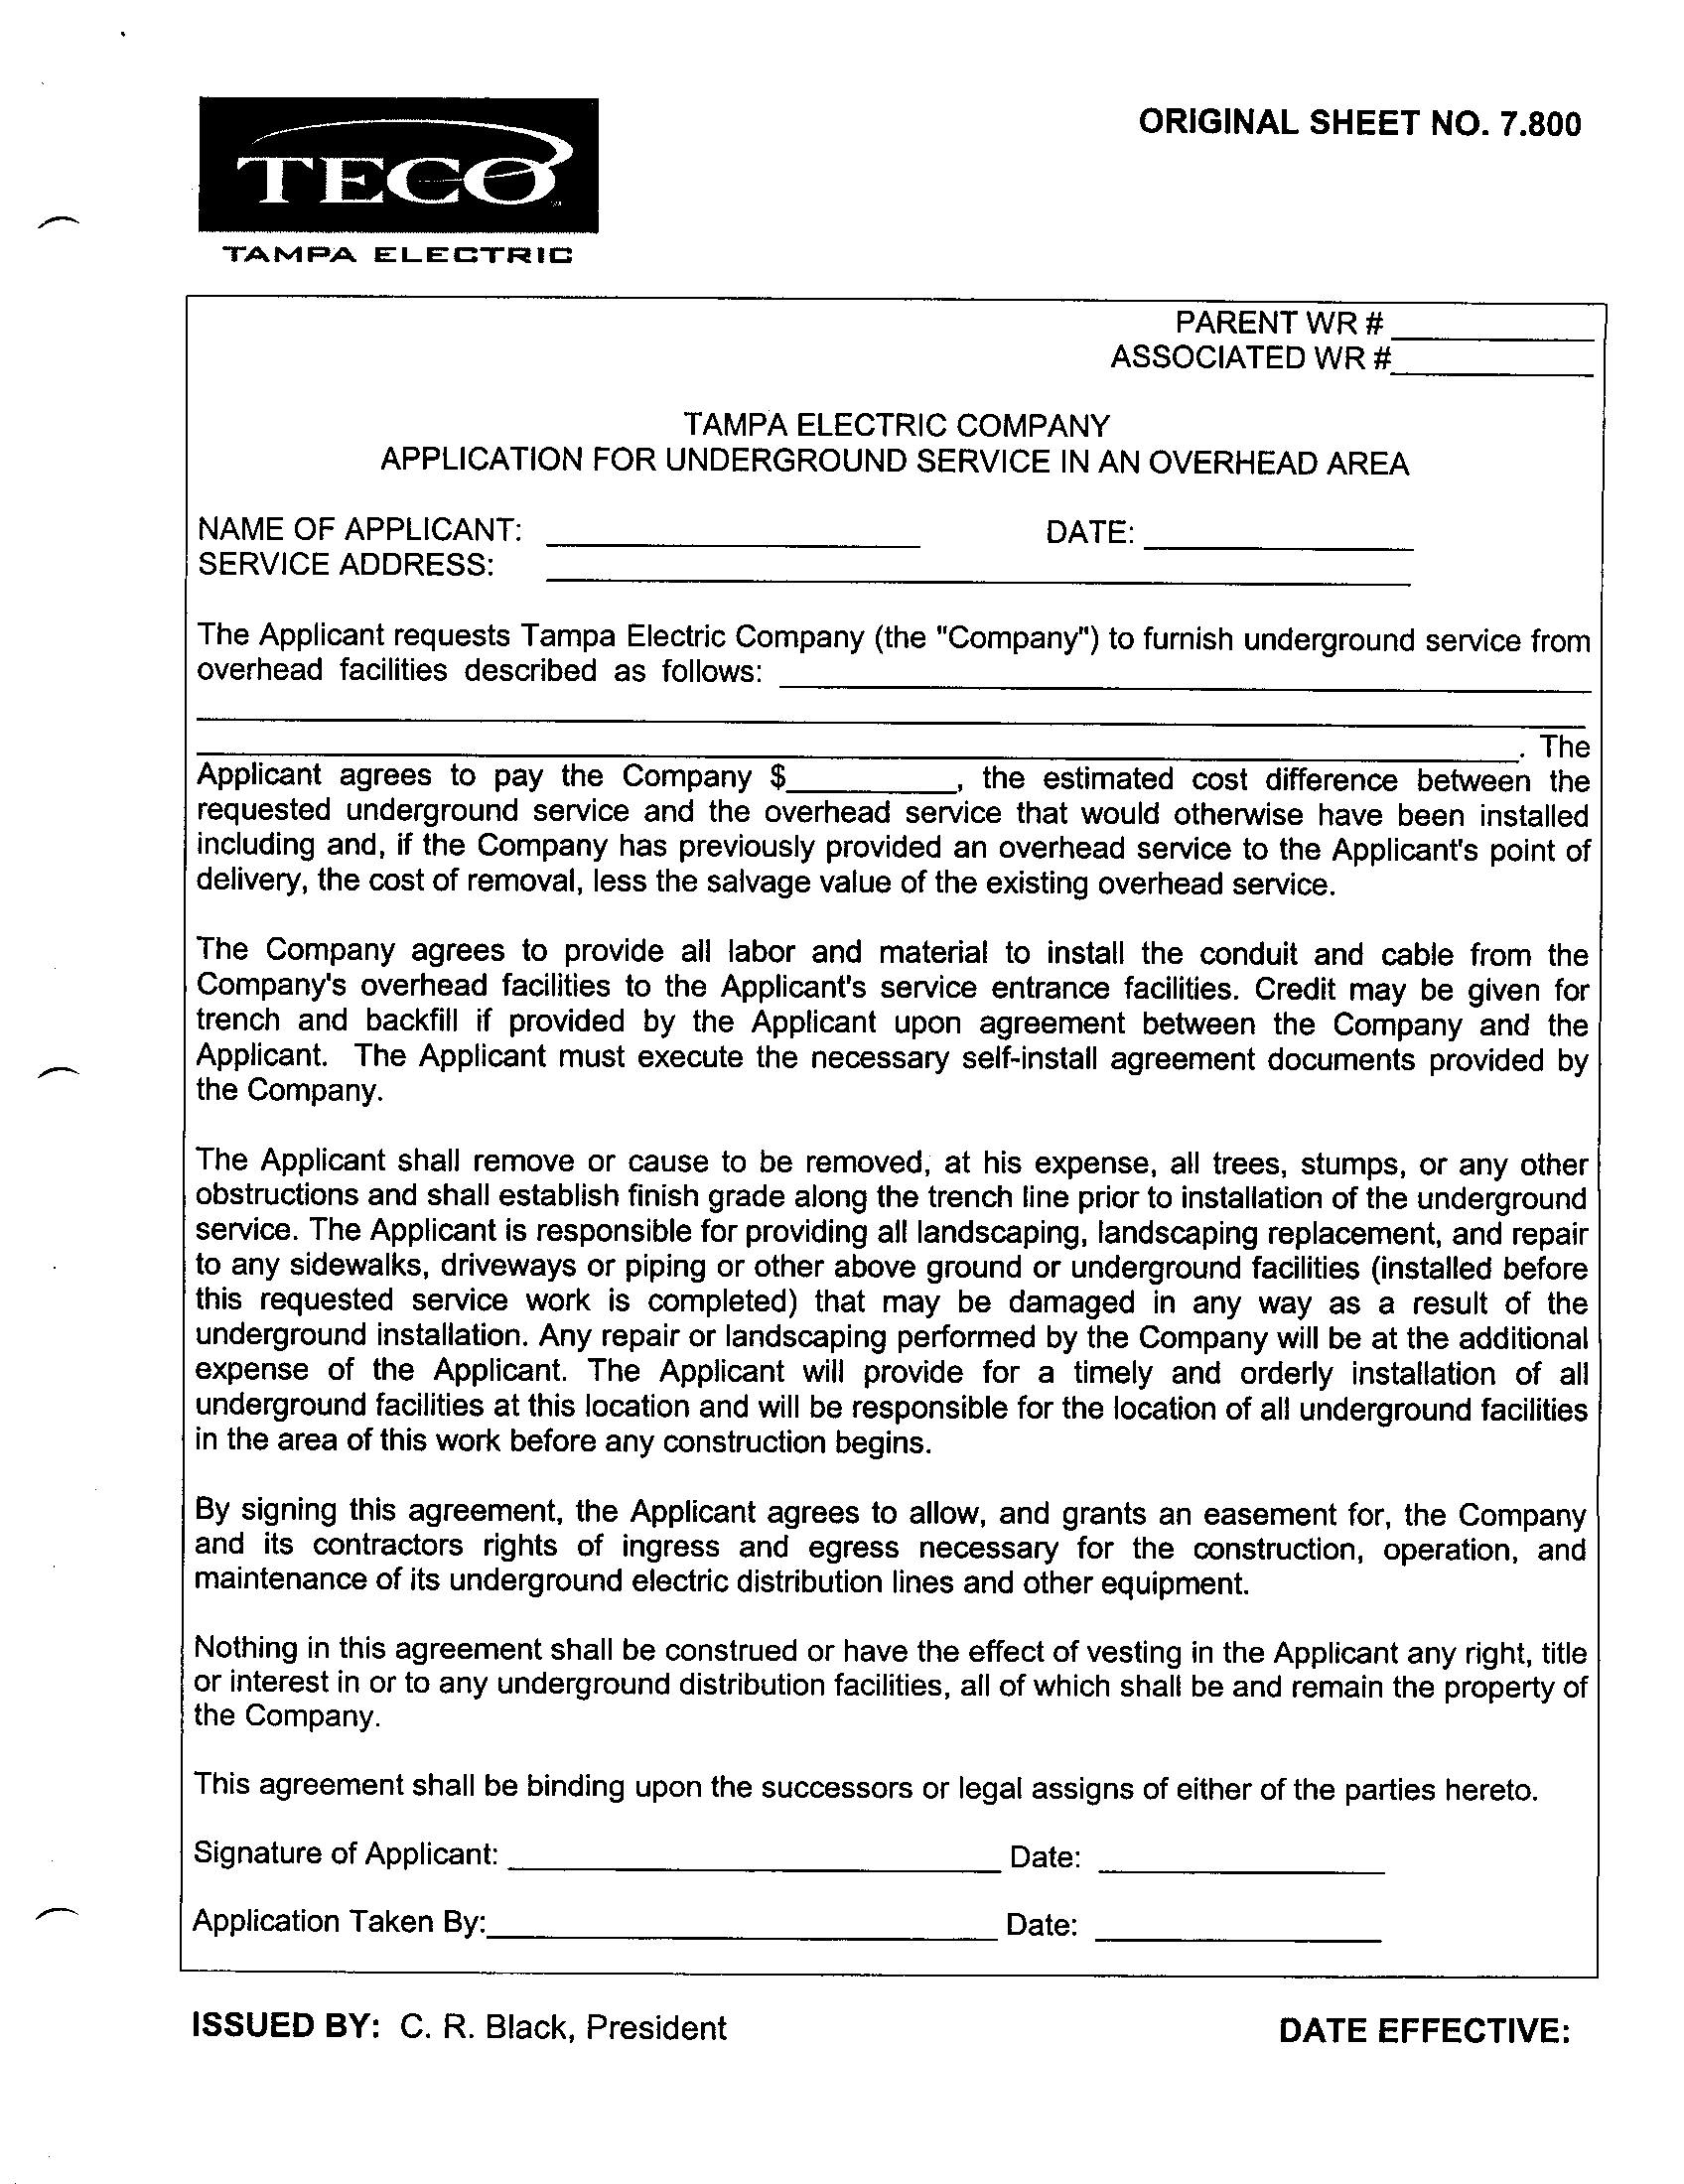 ORIGINAL SHEET NO. 7.800
TECO
TAMPA ELECTRIC
PARENT WR #
ASSOCIATED WR #
TAMPA ELECTRIC COMPANY
APPLICATION FOR UNDERGROUND SERVICE IN AN OVERHEAD AREA
NAME OF APPLICANT: DATE:
SERVICE ADDRESS:
The Applicant requests Tampa Electric Company (the "Company") to furnish underground service from
overhead facilities described as follows:
. The
Applicant agrees to pay the Company $__________, the estimated cost difference between the
requested underground service and the overhead service that would otherwise have been installed
including and, if the Company has previously provided an overhead service to the Applicant's point of
delivery, the cost of removal, less the salvage value of the existing overhead service.
The Company agrees to provide all labor and material to install the conduit and cable from the
Company's overhead facilities to the Applicant's service entrance facilities. Credit may be given for
trench and backfill if provided by the Applicant upon agreement between the Company and the
Applicant. The Applicant must execute the necessary self-install agreement documents provided by
the Company.
The Applicant shall remove or cause to be removed, at his expense, all trees, stumps, or any other
obstructions and shall establish finish grade along the trench line prior to installation of the underground
service. The Applicant is responsible for providing all landscaping, landscaping replacement, and repair
to any sidewalks, driveways or piping or other above ground or underground facilities (installed before
this requested service work is completed) that may be damaged in any way as a result of the
underground installation. Any repair or landscaping performed by the Company will be at the additional
expense of the Applicant. The Applicant will provide for a timely and orderly installation of all
underground facilities at this location and will be responsible for the location of all underground facilities
in the area of this work before any construction begins.
By signing this agreement, the Applicant agrees to allow, and grants an easement for, the Company
and its contractors rights of ingress and egress necessary for the construction, operation, and
maintenance of its underground electric distribution lines and other equipment.
Nothing in this agreement shall be construed or have the effect of vesting in the Applicant any right, title
or interest in or to any underground distribution facilities, all of which shall be and remain the property of
the Company.
This agreement shall be binding upon the successors or legal assigns of either of the parties hereto.
Signature of Applicant: Date:
Application Taken By: Date:
ISSUED BY: C. R. Black, President DATE EFFECTIVE: